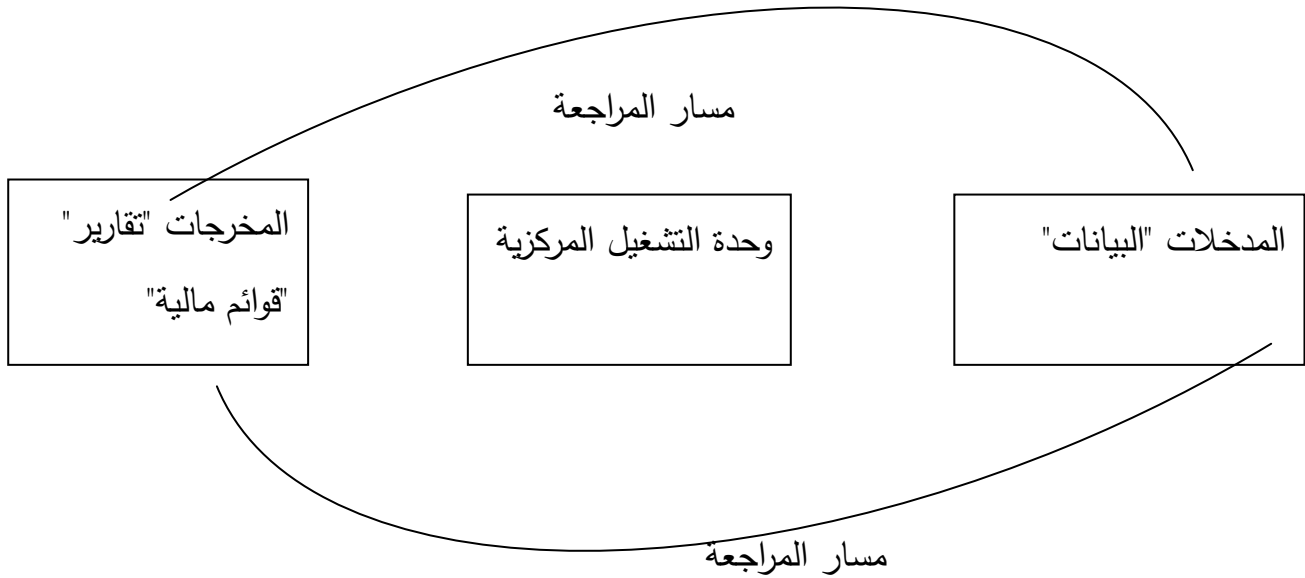 مسار المراجعة
المدخلات "البيانات"
وحدة التشغيل المركزية
المخرجات "تقارير"
"قوائم مالية"
مسار المراجعة